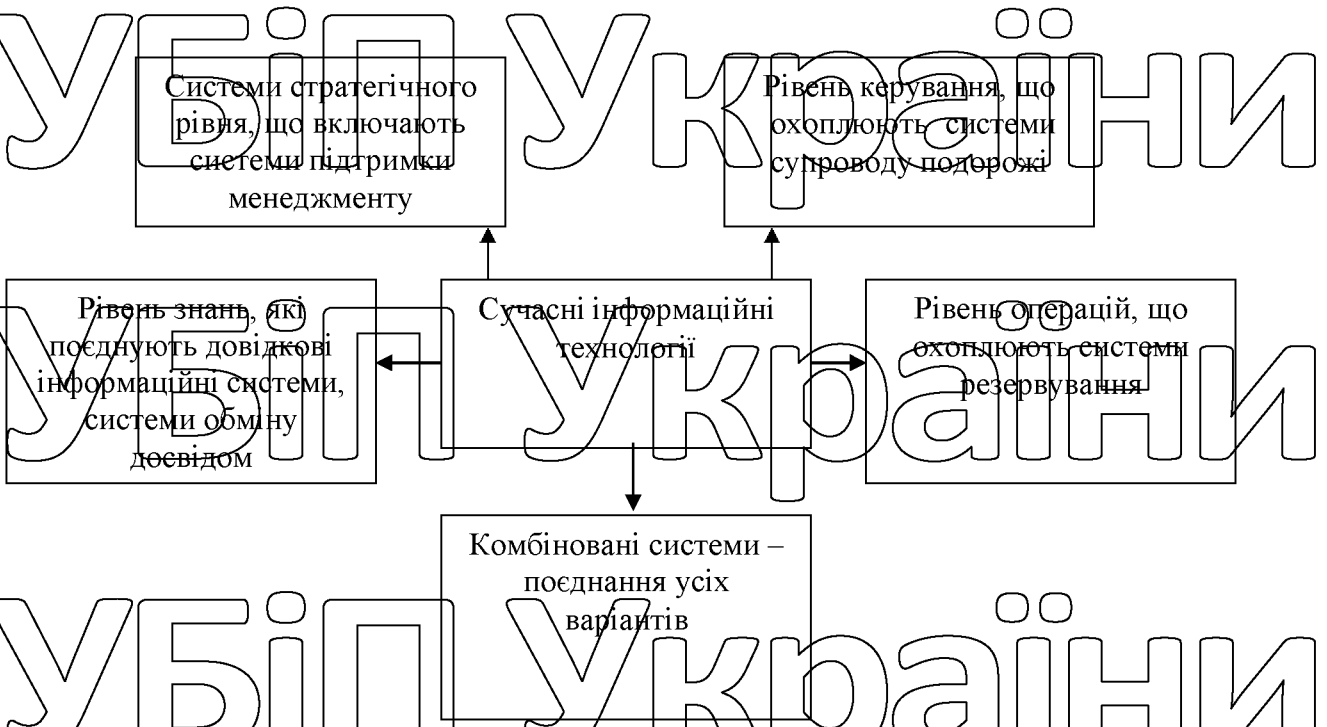 УБіП України
Системи стратегічного
рівня, що включають
системи підтримки
менеджменту
Рівень керування, що
охоплюють системи
супроводу подорожі
УБіП України
Рівень знань, які
поєднують довідкові
інформаційні системи,
системи обміну
досвідом
Сучасні інформаційні
технології
Рівень операцій, що
охоплюють системи
резервування
Комбіновані системи –
поєднання усіх
варіантів
УБіП України